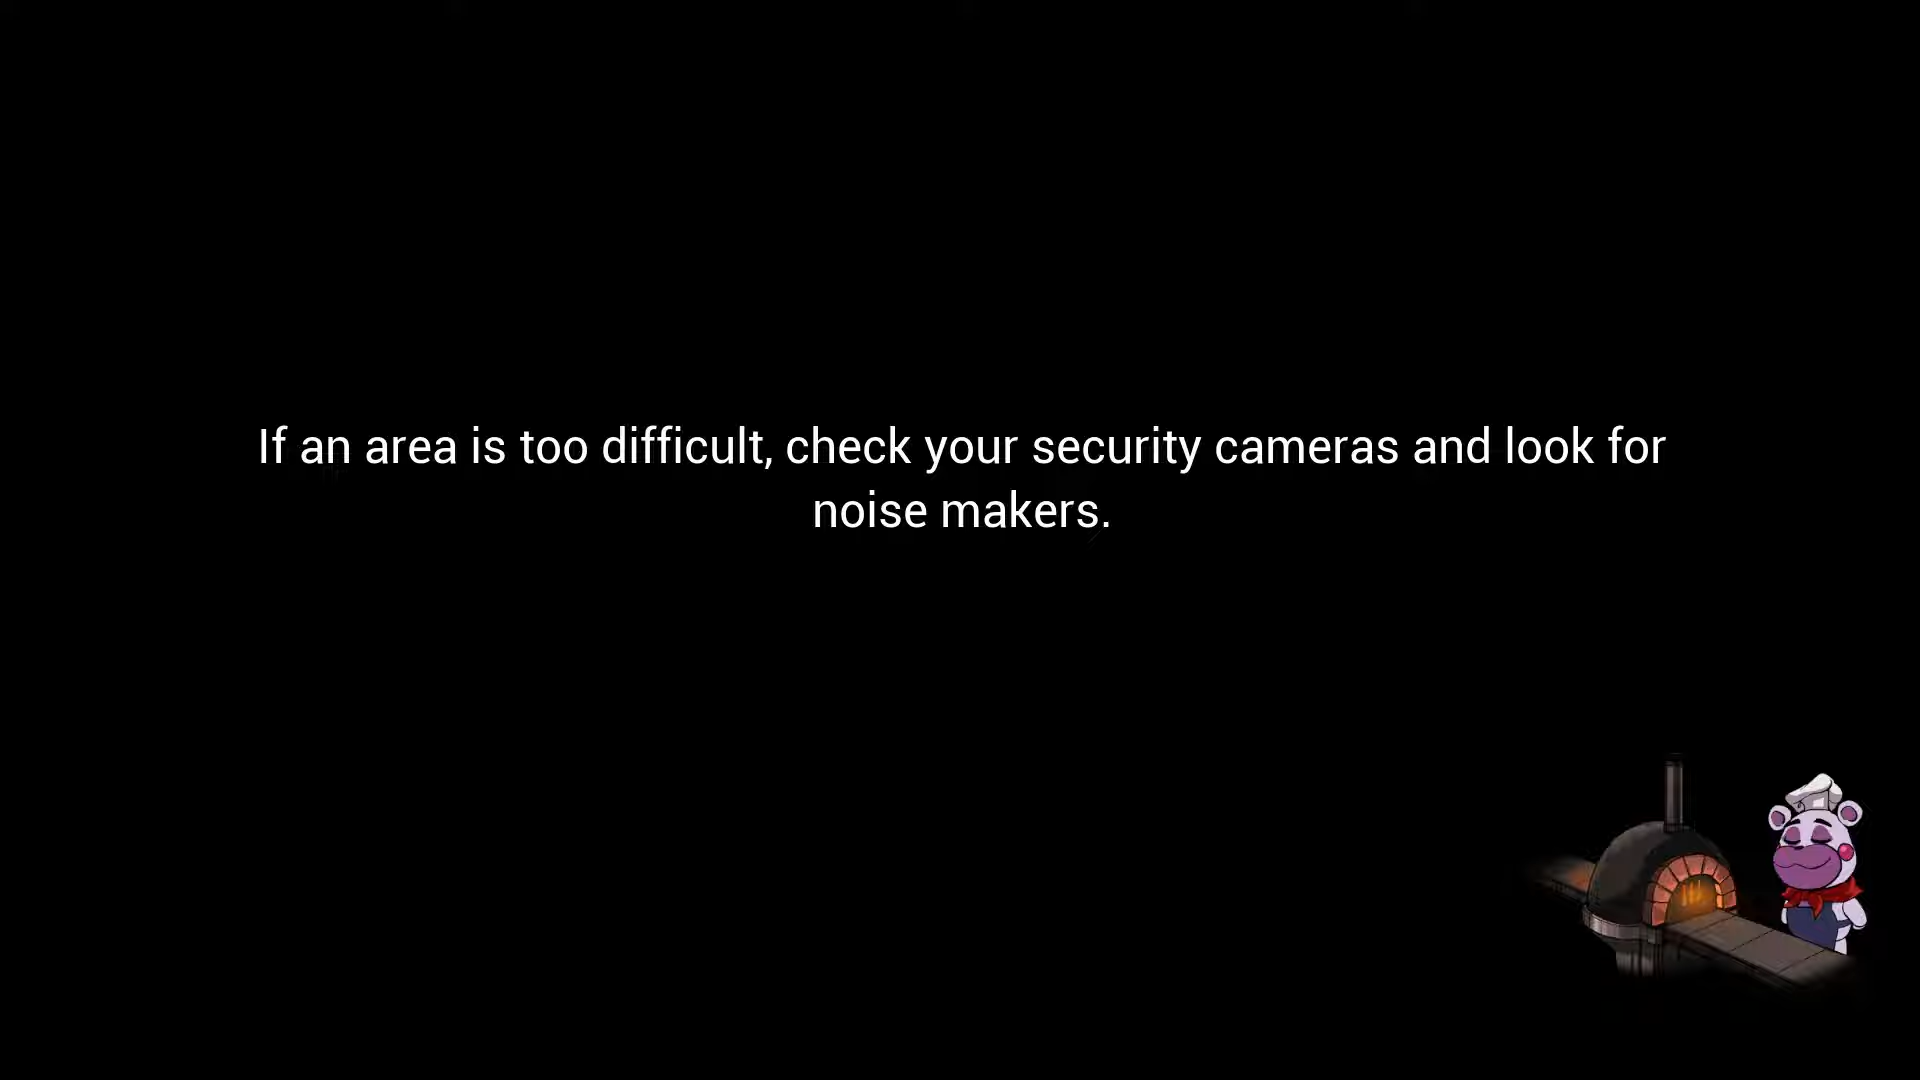 If an area is too difficult, check your security cameras and look for
noise makers.